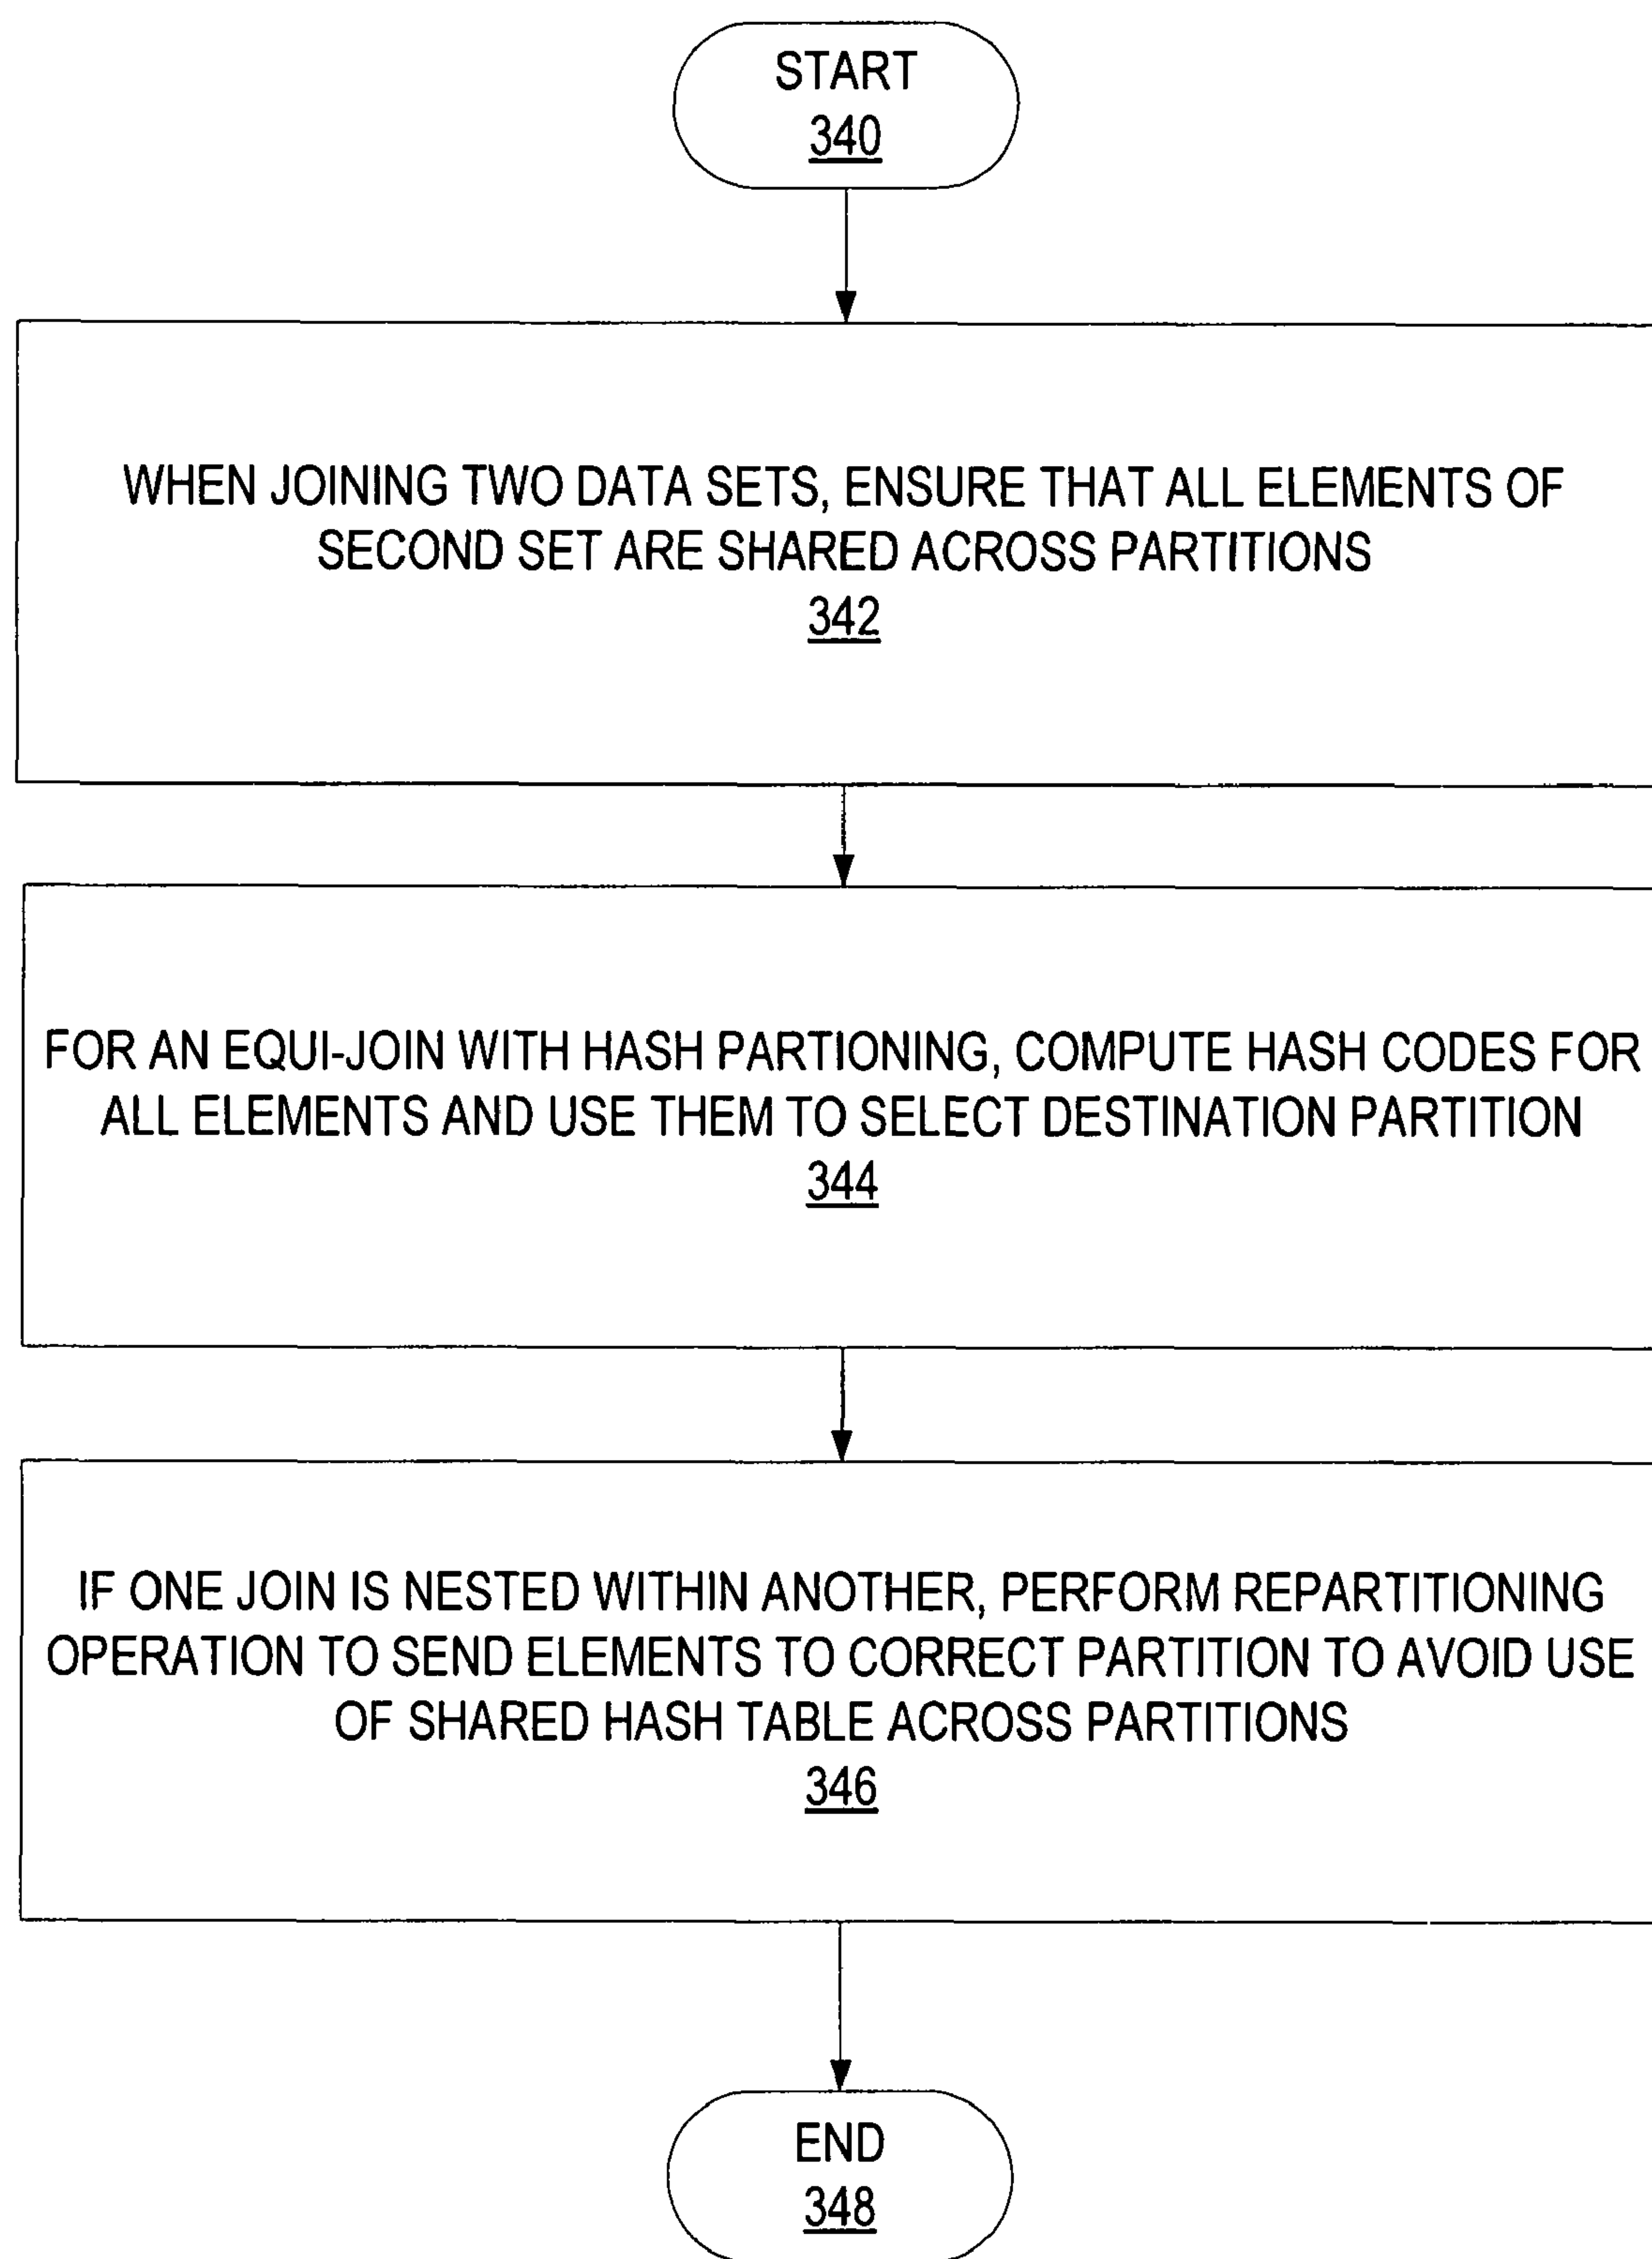 START
340
WHEN JOINING TWO DATA SETS, ENSURE THAT ALL ELEMENTS OF
SECOND SET ARE SHARED ACROSS PARTITIONS
342
FOR AN EQUI-JOIN WITH HASH PARTIONING, COMPUTE HASH CODES FOR
ALL ELEMENTS AND USE THEM TO SELECT DESTINATION PARTITION
344
IF ONE JOIN IS NESTED WITHIN ANOTHER, PERFORM REPARTITIONING
OPERATION TO SEND ELEMENTS TO CORRECT PARTITION TO AVOID USE
OF SHARED HASH TABLE ACROSS PARTITIONS
346
END
348